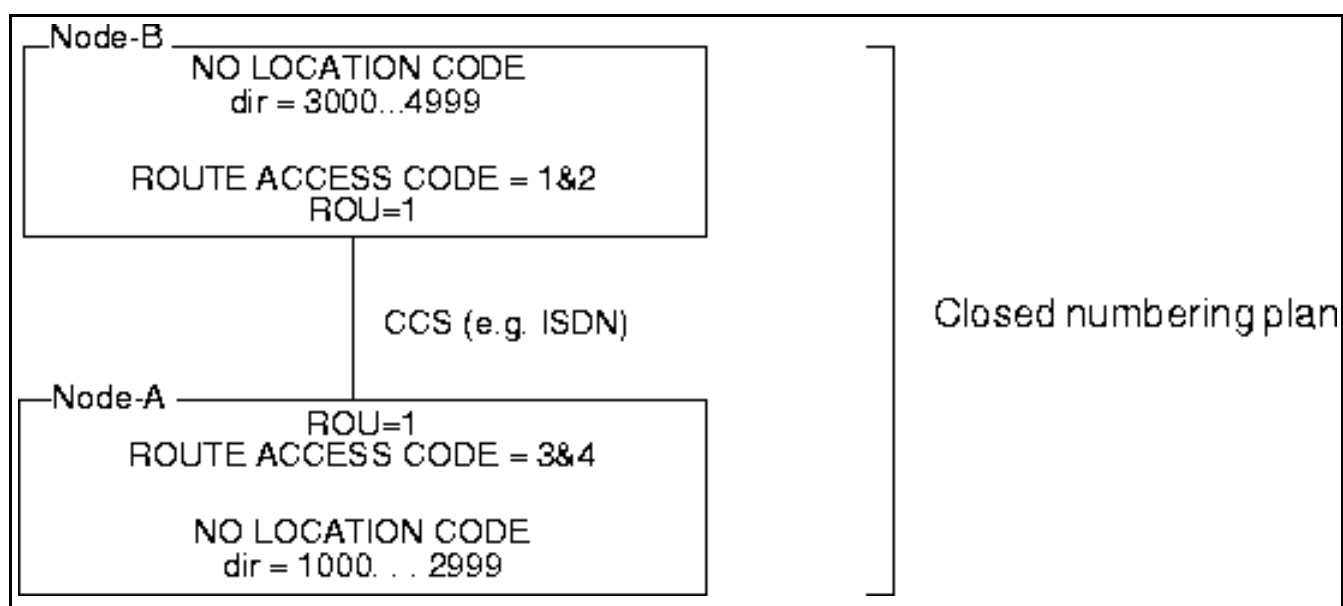 Node-B
NO LOCATION CODE
dir = 3000...4999
ROUTE ACCESS CODE = 1&2
ROU=1
CCS (e.g. ISDN)
Closed numbering plan
Node-A
ROU=1
ROUTE ACCESS CODE = 3&4
NO LOCATION CODE
dir = 1000. . . 2999